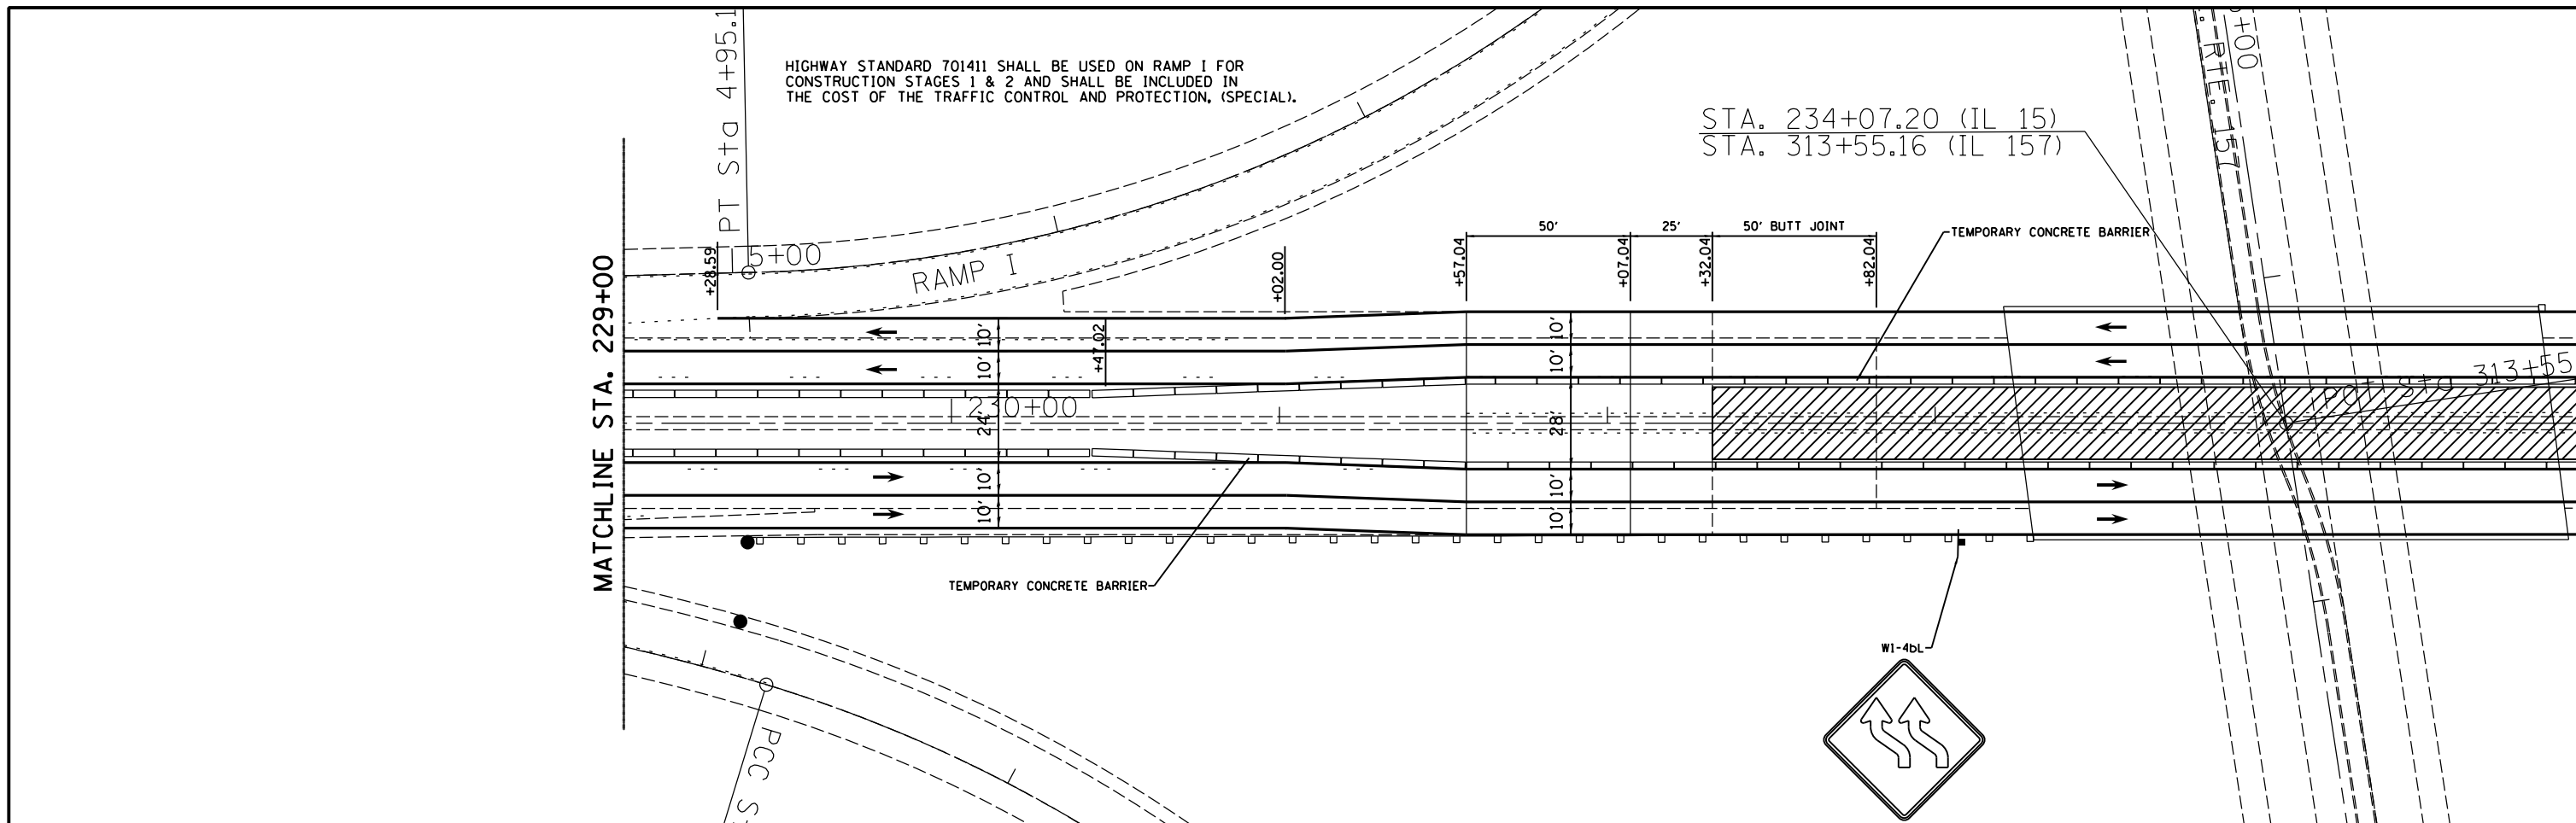 PT Sta 4+95.1
HIGHWAY STANDARD 701411 SHALL BE USED ON RAMP I FOR
CONSTRUCTION STAGES 1 & 2 AND SHALL BE INCLUDED IN
THE COST OF THE TRAFFIC CONTROL AND PROTECTION, (SPECIAL).
STA. 234+07.20 (IL 15)
STA. 313+55.16 (IL 157)
RTE. 157
+00
MATCHLINE STA. 229+00
+28.59
5+00
RAMP I
+02.00
+57.04
50'
+07.04
25'
+32.04
50' BUTT JOINT
+82.04
TEMPORARY CONCRETE BARRIER
+47.02
10'
10'
24'
10'
10'
230+00
10'
10'
28'
10'
10'
POT Sta 313+55
TEMPORARY CONCRETE BARRIER
W1-4bL
PCC